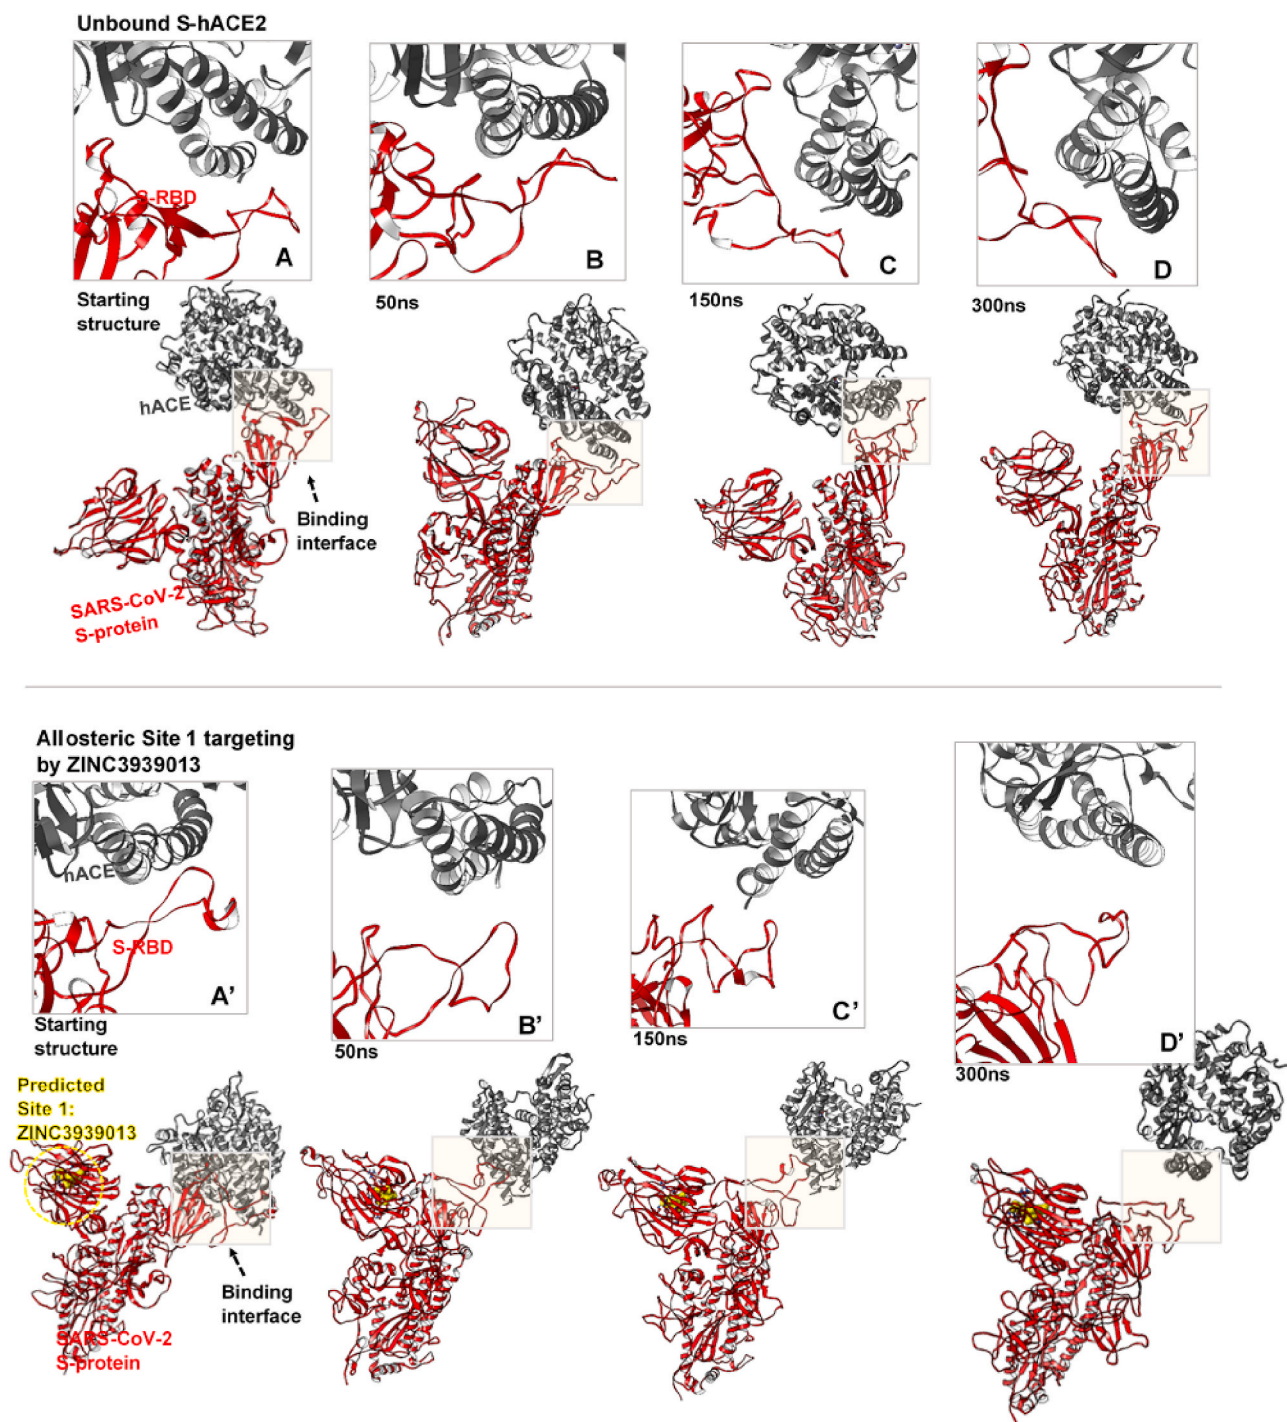 Unbound S-hACE2
S-RBD
A
B
C
D
Starting
structure
50ns
150ns
300ns
hACE
Binding
interface
SARS-CoV-2
S-protein
Allosteric Site 1 targeting
by ZINC3939013
hACE
S-RBD
A'
B'
C'
D'
Starting
structure
50ns
150ns
300ns
Predicted
Site 1:
ZINC3939013
Binding
interface
SARS-CoV-2
S-protein